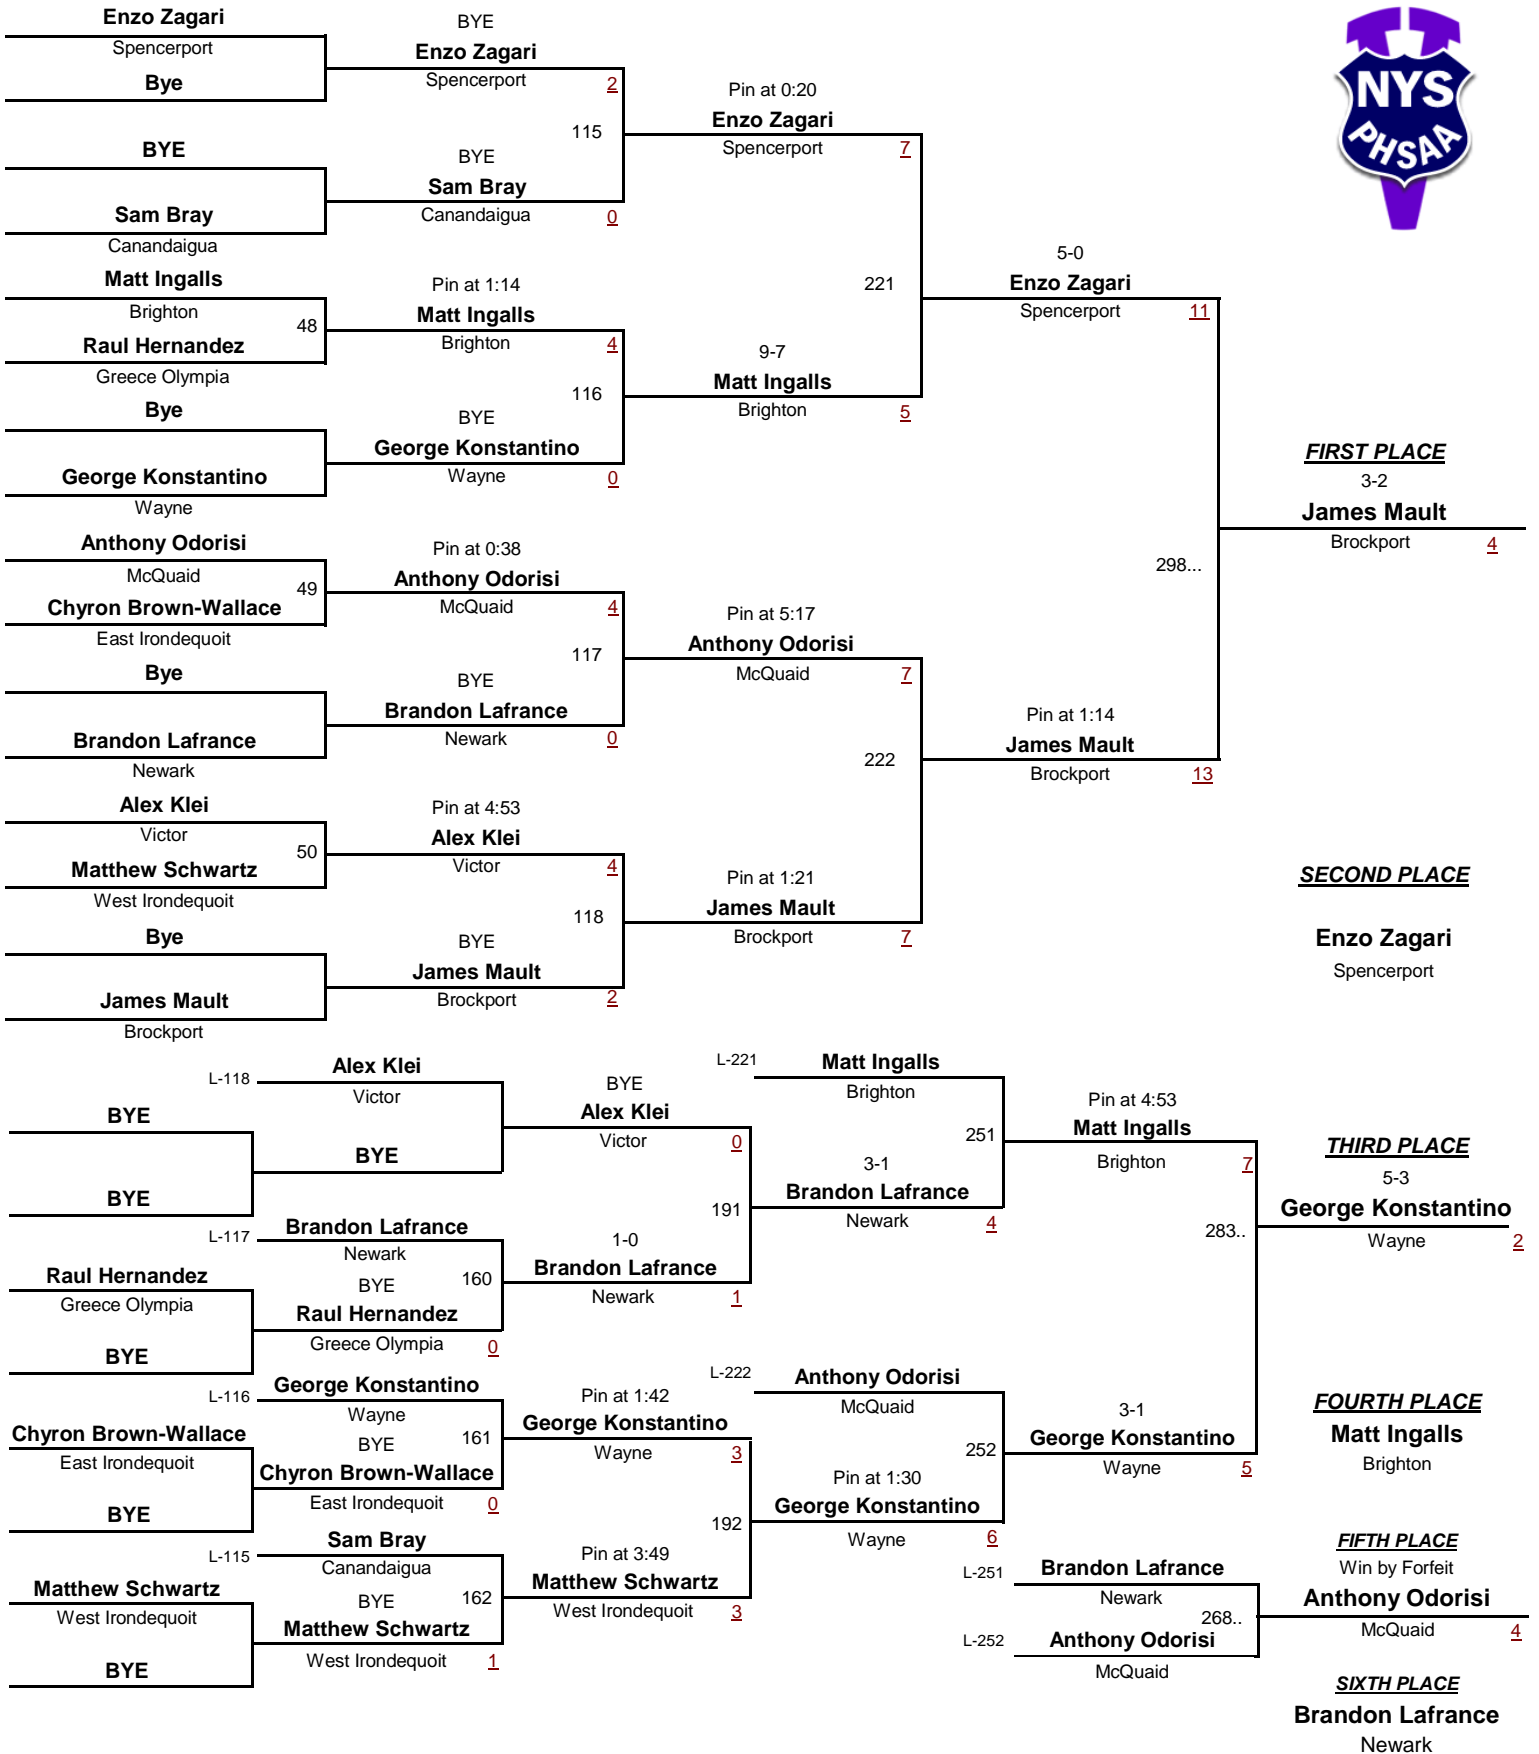 Enzo Zagari
Spencerport
Bye
BYE
Sam Bray
Canandaigua
Matt Ingalls
Brighton
48
Raul Hernandez
Greece Olympia
Bye
George Konstantino
Wayne
Anthony Odorisi
McQuaid
49
Chyron Brown-Wallace
East Irondequoit
Bye
Brandon Lafrance
Newark
Alex Klei
Victor
50
Matthew Schwartz
West Irondequoit
Bye
James Mault
Brockport
BYE
Enzo Zagari
Spencerport
2
115
BYE
Sam Bray
Canandaigua
0
Pin at 1:14
Matt Ingalls
Brighton
4
116
BYE
George Konstantino
Wayne
0
Pin at 0:38
Anthony Odorisi
McQuaid
4
117
BYE
Brandon Lafrance
Newark
0
Pin at 4:53
Alex Klei
Victor
4
118
BYE
James Mault
Brockport
2
Pin at 0:20
Enzo Zagari
Spencerport
7
221
9-7
Matt Ingalls
Brighton
5
Pin at 5:17
Anthony Odorisi
McQuaid
7
222
Pin at 1:21
James Mault
Brockport
7
5-0
Enzo Zagari
Spencerport
11
298...
Pin at 1:14
James Mault
Brockport
13
NYS
PHSAA
FIRST PLACE
3-2
James Mault
Brockport
4
SECOND PLACE
Enzo Zagari
Spencerport
BYE
BYE
Raul Hernandez
Greece Olympia
BYE
Chyron Brown-Wallace
East Irondequoit
BYE
Matthew Schwartz
West Irondequoit
BYE
L-118
Alex Klei
Victor
BYE
L-117
Brandon Lafrance
Newark
BYE
160
Raul Hernandez
Greece Olympia
0
L-116
George Konstantino
Wayne
BYE
161
Chyron Brown-Wallace
East Irondequoit
0
L-115
Sam Bray
Canandaigua
BYE
162
Matthew Schwartz
West Irondequoit
1
BYE
Alex Klei
Victor
0
191
1-0
Brandon Lafrance
Newark
1
Pin at 1:42
George Konstantino
Wayne
3
192
Pin at 3:49
Matthew Schwartz
West Irondequoit
3
L-221
Matt Ingalls
Brighton
251
3-1
Brandon Lafrance
Newark
4
L-222
Anthony Odorisi
McQuaid
252
Pin at 1:30
George Konstantino
Wayne
6
Pin at 4:53
Matt Ingalls
Brighton
7
283..
3-1
George Konstantino
Wayne
5
L-251
Brandon Lafrance
Newark
268..
L-252
Anthony Odorisi
McQuaid
THIRD PLACE
5-3
George Konstantino
Wayne
2
FOURTH PLACE
Matt Ingalls
Brighton
FIFTH PLACE
Win by Forfeit
Anthony Odorisi
McQuaid
4
SIXTH PLACE
Brandon Lafrance
Newark